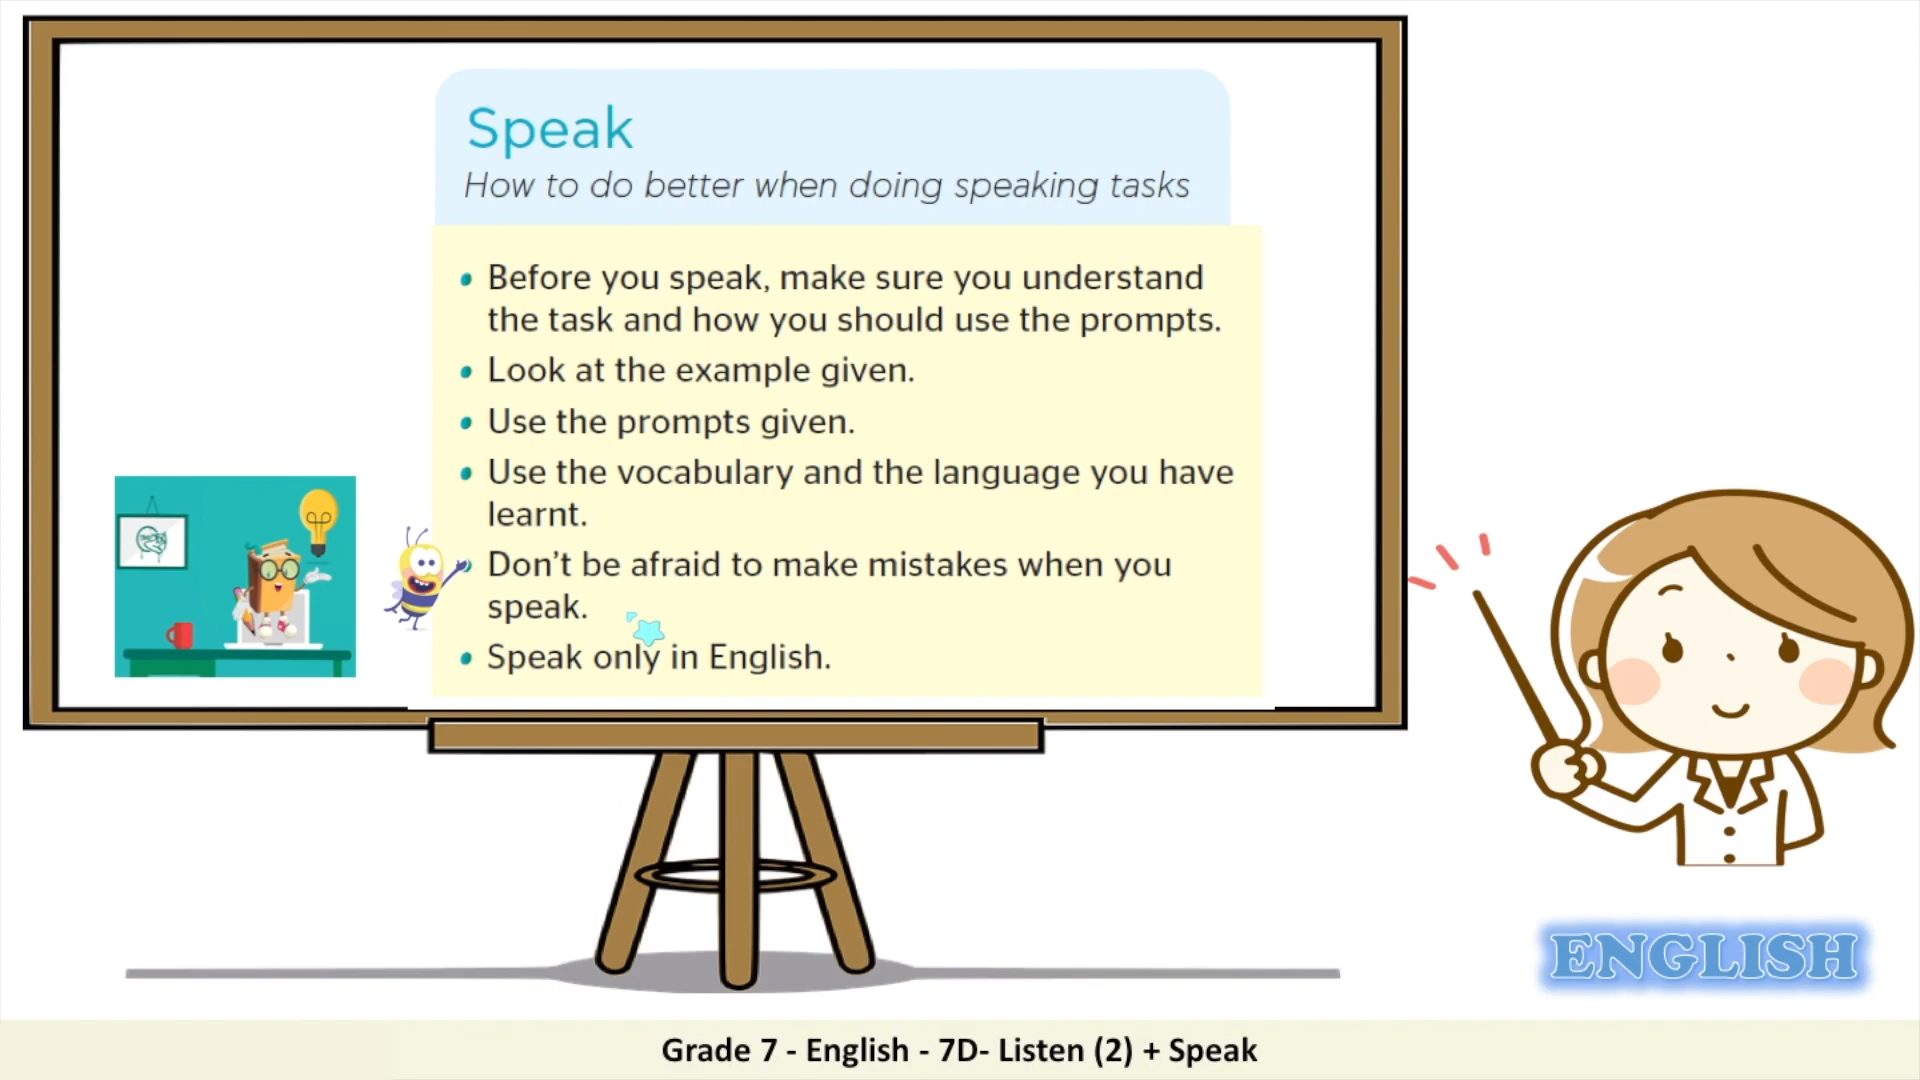 Speak
How to do better when doing speaking tasks
• Before you speak, make sure you understand
the task and how you should use the prompts.
• Look at the example given.
• Use the prompts given.
• Use the vocabulary and the language you have
learnt.
• Don't be afraid to make mistakes when you
speak.
• Speak only in English.
ENGLISH
Grade 7 - English - 7D- Listen (2) + Speak